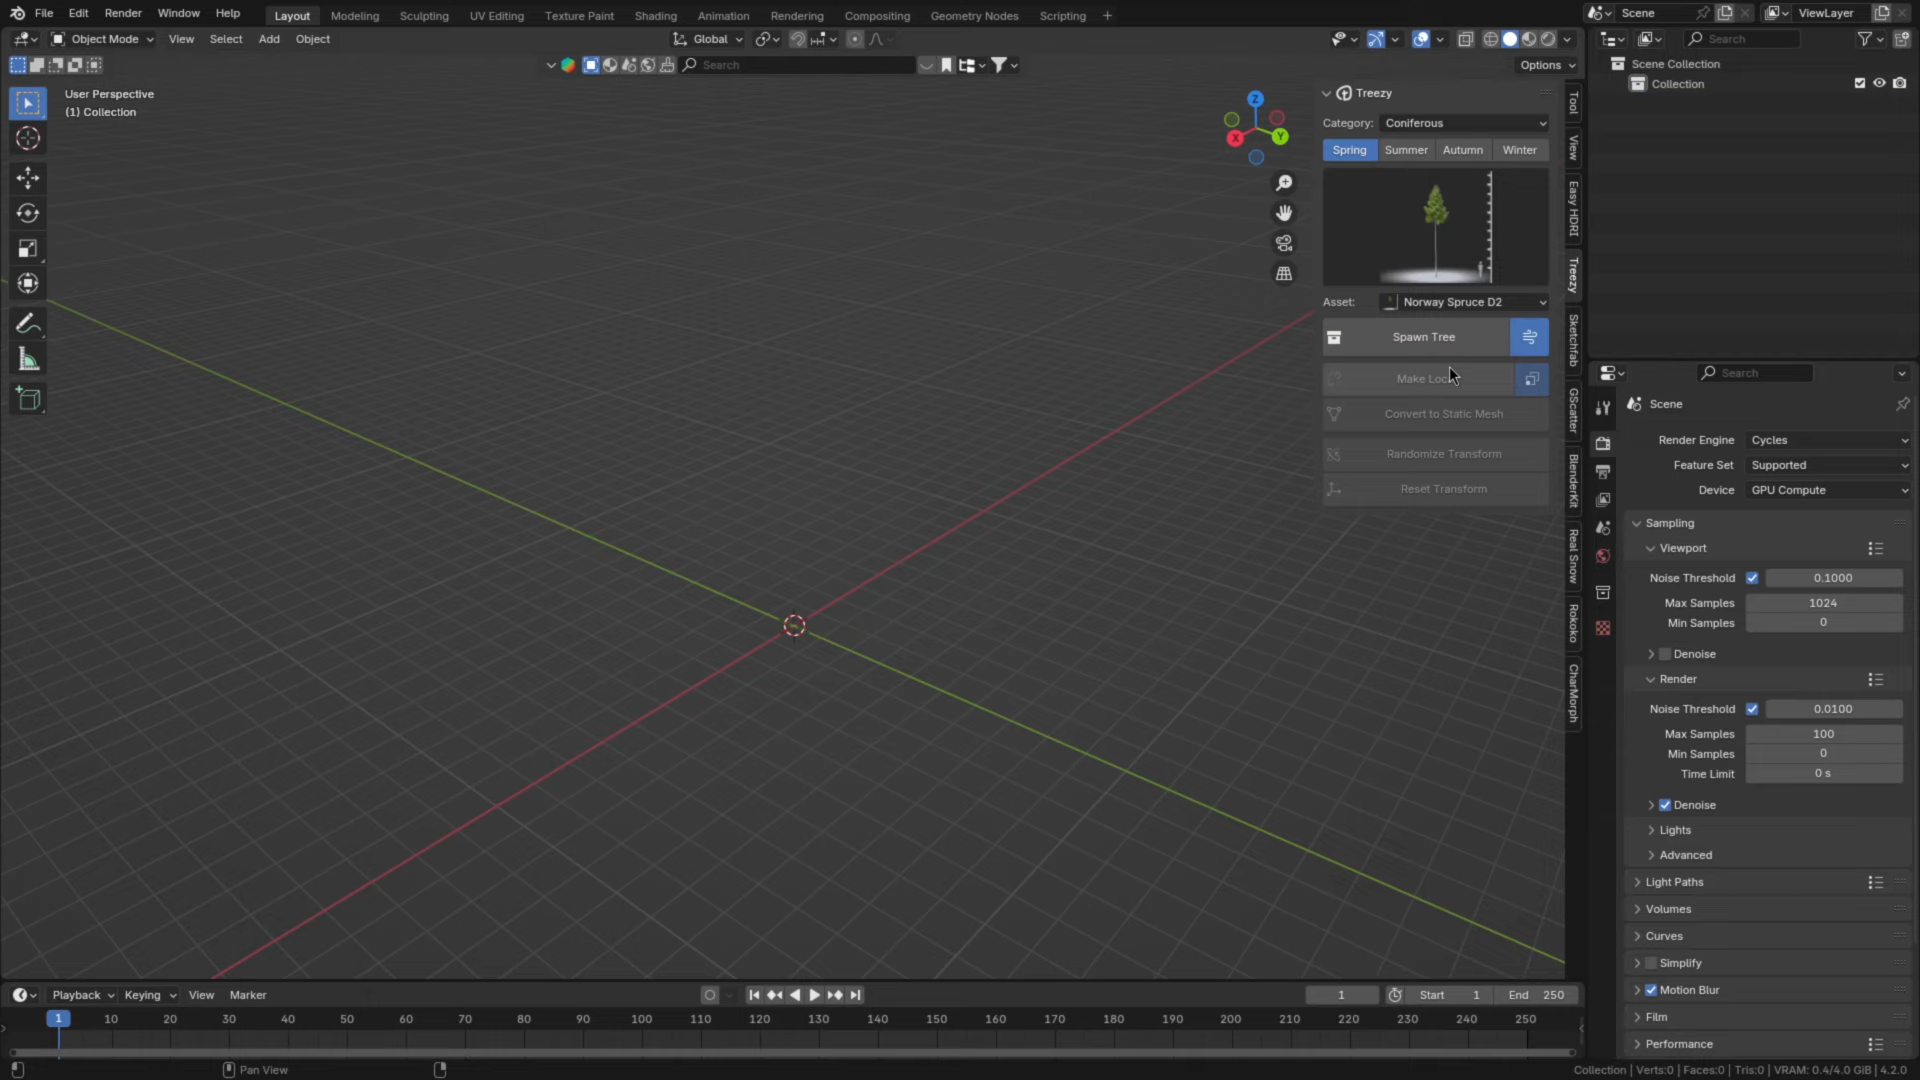 File Edit Render Window Help Layout Modeling Sculpting UV Editing Texture Paint Shading Animation Rendering Compositing Geometry Nodes Scripting + Scene ViewLayer
Object Mode View Select Add Object Global Search
Search Options
User Perspective
(1) Collection
Z
X
Y
Treezy
Category: Coniferous
Spring Summer Autumn Winter
Asset: Norway Spruce D2
Spawn Tree
Convert to Static Mesh
Randomize Transform
Reset Transform
Tool
View
Easy HDRI
Treezy
Sketchfab
GScatter
BlenderKit
Real Snow
Rokoko
CharMorph
Scene Collection
Collection
Search
Scene
Render Engine Cycles
Feature Set Supported
Device GPU Compute
Sampling
Viewport
Noise Threshold 0.1000
Max Samples 1024
Min Samples 0
Denoise
Render
Noise Threshold 0.0100
Max Samples 100
Min Samples 0
Time Limit 0 s
Denoise
Lights
Advanced
Light Paths
Volumes
Curves
Simplify
Motion Blur
Film
Performance
Playback Keying View Marker 1 Start 1 End 250
1 10 20 30 40 50 60 70 80 90 100 110 120 130 140 150 160 170 180 190 200 210 220 230 240 250
Pan View
Collection | Verts:0 | Faces:0 | Tris:0 | VRAM: 0.4/4.0 GiB | 4.2.0